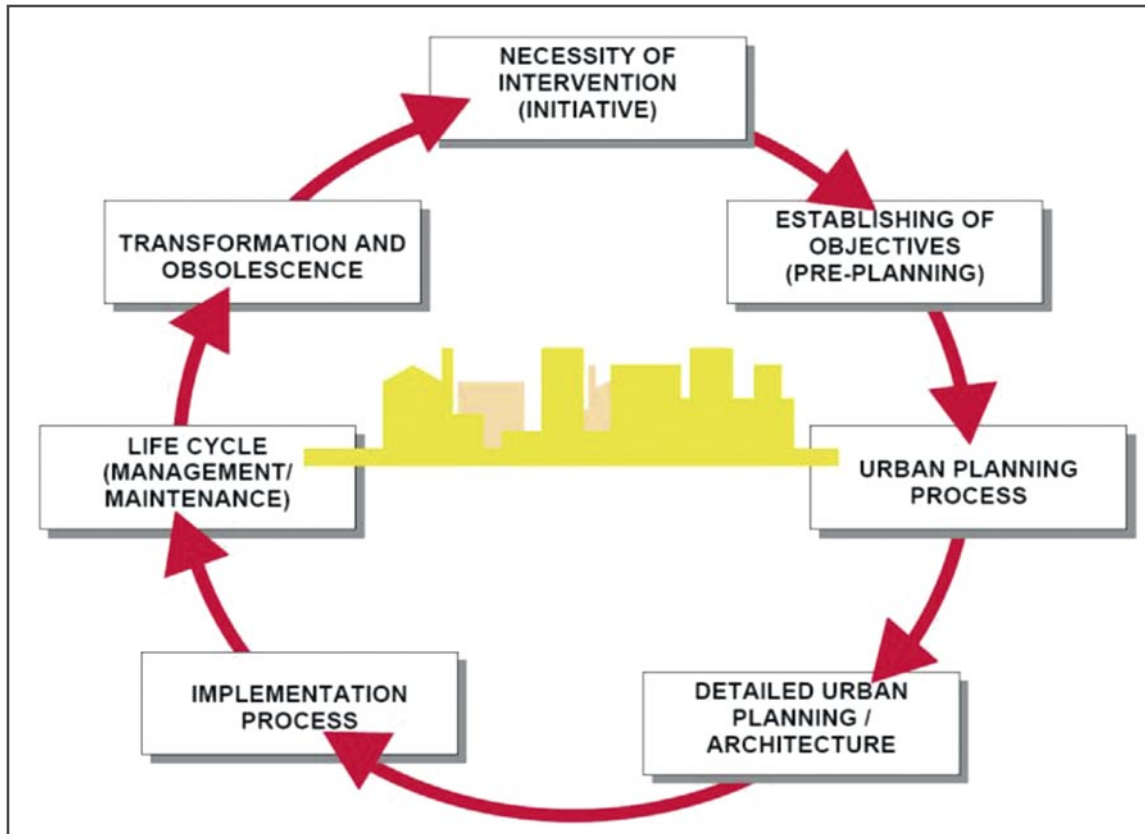 NECESSITY OF
INTERVENTION
(INITIATIVE)
ESTABLISHING OF
OBJECTIVES
(PRE-PLANNING)
URBAN PLANNING
PROCESS
DETAILED URBAN
PLANNING /
ARCHITECTURE
IMPLEMENTATION
PROCESS
LIFE CYCLE
(MANAGEMENT/
MAINTENANCE)
TRANSFORMATION AND
OBSOLESCENCE